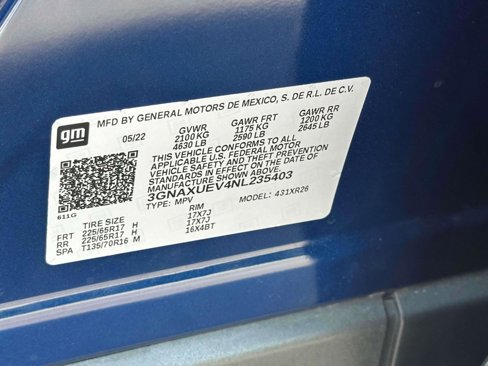 MFD BY GENERAL MOTORS DE MEXICO, S. DE R.L. DE C.V.
gm
05/22 GVWR GAWR FRT GAWR RR
2100 KG 1175 KG 1200 KG
4630 LB 2590 LB 2645 LB
THIS VEHICLE CONFORMS TO ALL
APPLICABLE U.S. FEDERAL MOTOR
VEHICLE SAFETY AND THEFT PREVENTION
STANDARDS IN EFFECT ON THE DATE OF
MANUFACTURE SHOWN ABOVE.
3GNAXUEV4NL235403
TYPE: MPV MODEL: 431XR26
611G
TIRE SIZE RIM
FRT 225/65R17 H 17X7J
RR 225/65R17 H 17X7J
SPA T135/70R16 M 16X4BT